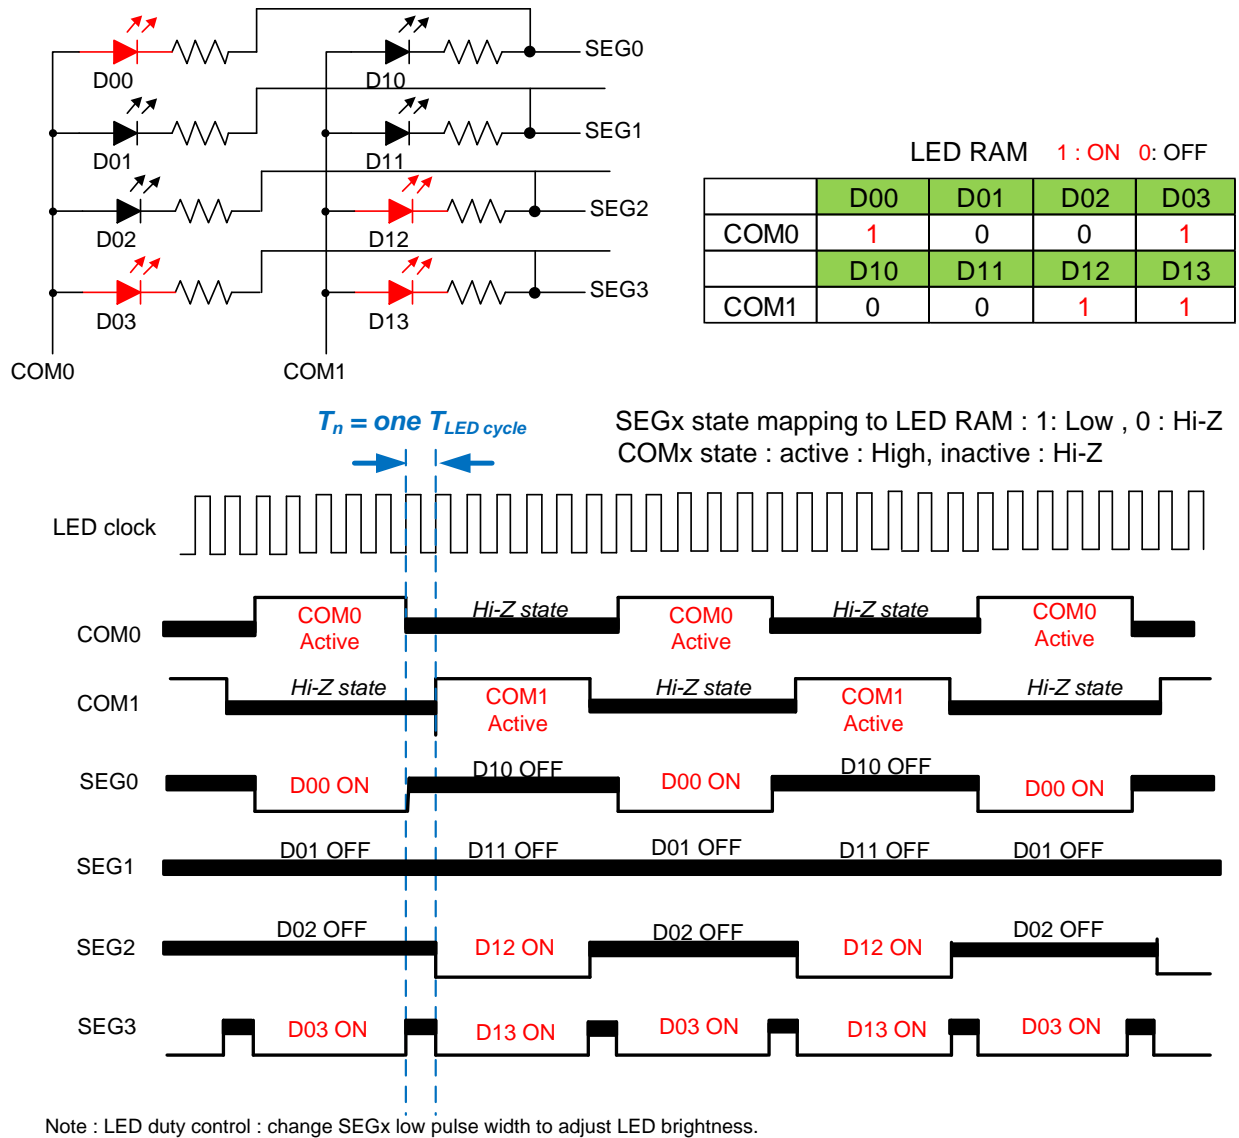 D00
D10
SEG0
D01
D11
SEG1
D02
D12
SEG2
D03
D13
SEG3
COM0
COM1
LED RAM 1 : ON 0: OFF
D00 D01 D02 D03
COM0 1 0 0 1
D10 D11 D12 D13
COM1 0 0 1 1
Tn = one TLED cycle
SEGx state mapping to LED RAM : 1: Low , 0 : Hi-Z
COMx state : active : High, inactive : Hi-Z
LED clock
COM0
COM0 Active
Hi-Z state
COM0 Active
Hi-Z state
COM0 Active
COM1
Hi-Z state
COM1 Active
Hi-Z state
COM1 Active
Hi-Z state
SEG0
D00 ON
D10 OFF
D00 ON
D10 OFF
D00 ON
SEG1
D01 OFF
D11 OFF
D01 OFF
D11 OFF
D01 OFF
SEG2
D02 OFF
D12 ON
D02 OFF
D12 ON
D02 OFF
SEG3
D03 ON
D13 ON
D03 ON
D13 ON
D03 ON
Note : LED duty control : change SEGx low pulse width to adjust LED brightness.